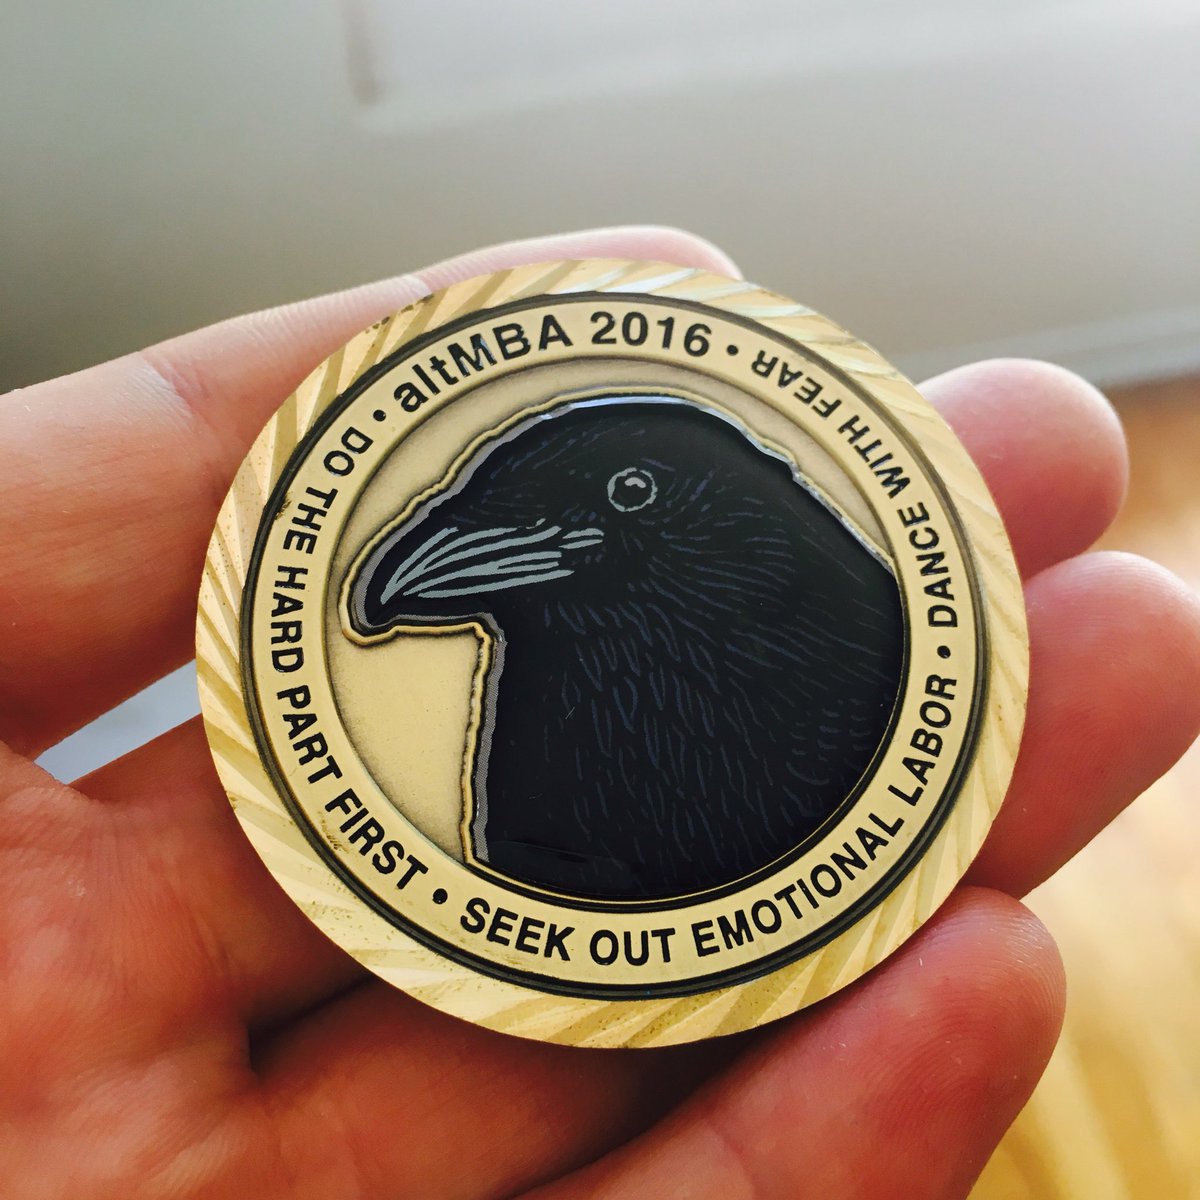 altMBA 2016 •
DO THE HARD PART FIRST •
SEEK OUT EMOTIONAL LABOR •
DANCE WITH FEAR
•